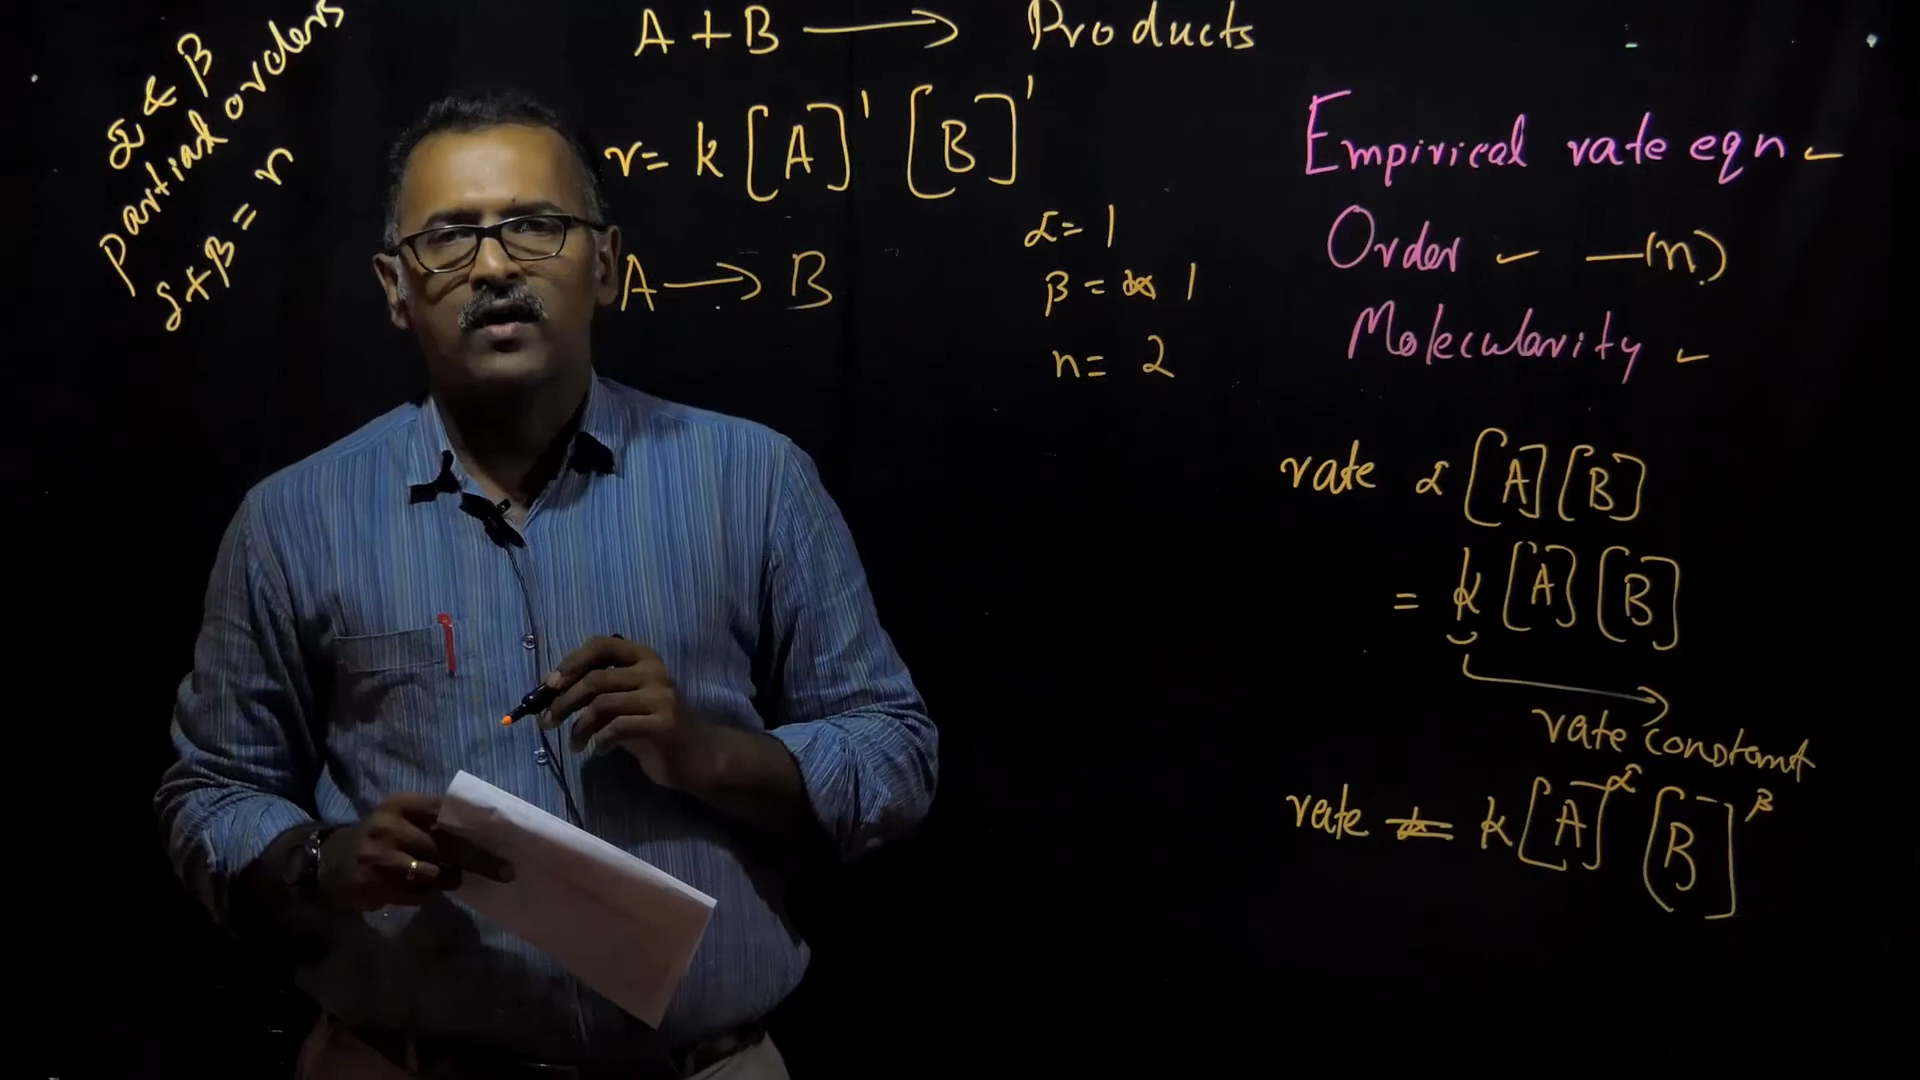 α & β
partial orders
α+β = n
A + B ⟶ Products
r = k [A]¹ [B]¹
A ⟶ B
α = 1
β = 1
n = 2
Empirical rate eqn
Order — (n)
Molecularity
rate α [A] [B]
= k [A] [B]
rate constant
rate = k [A]^α [B]^β